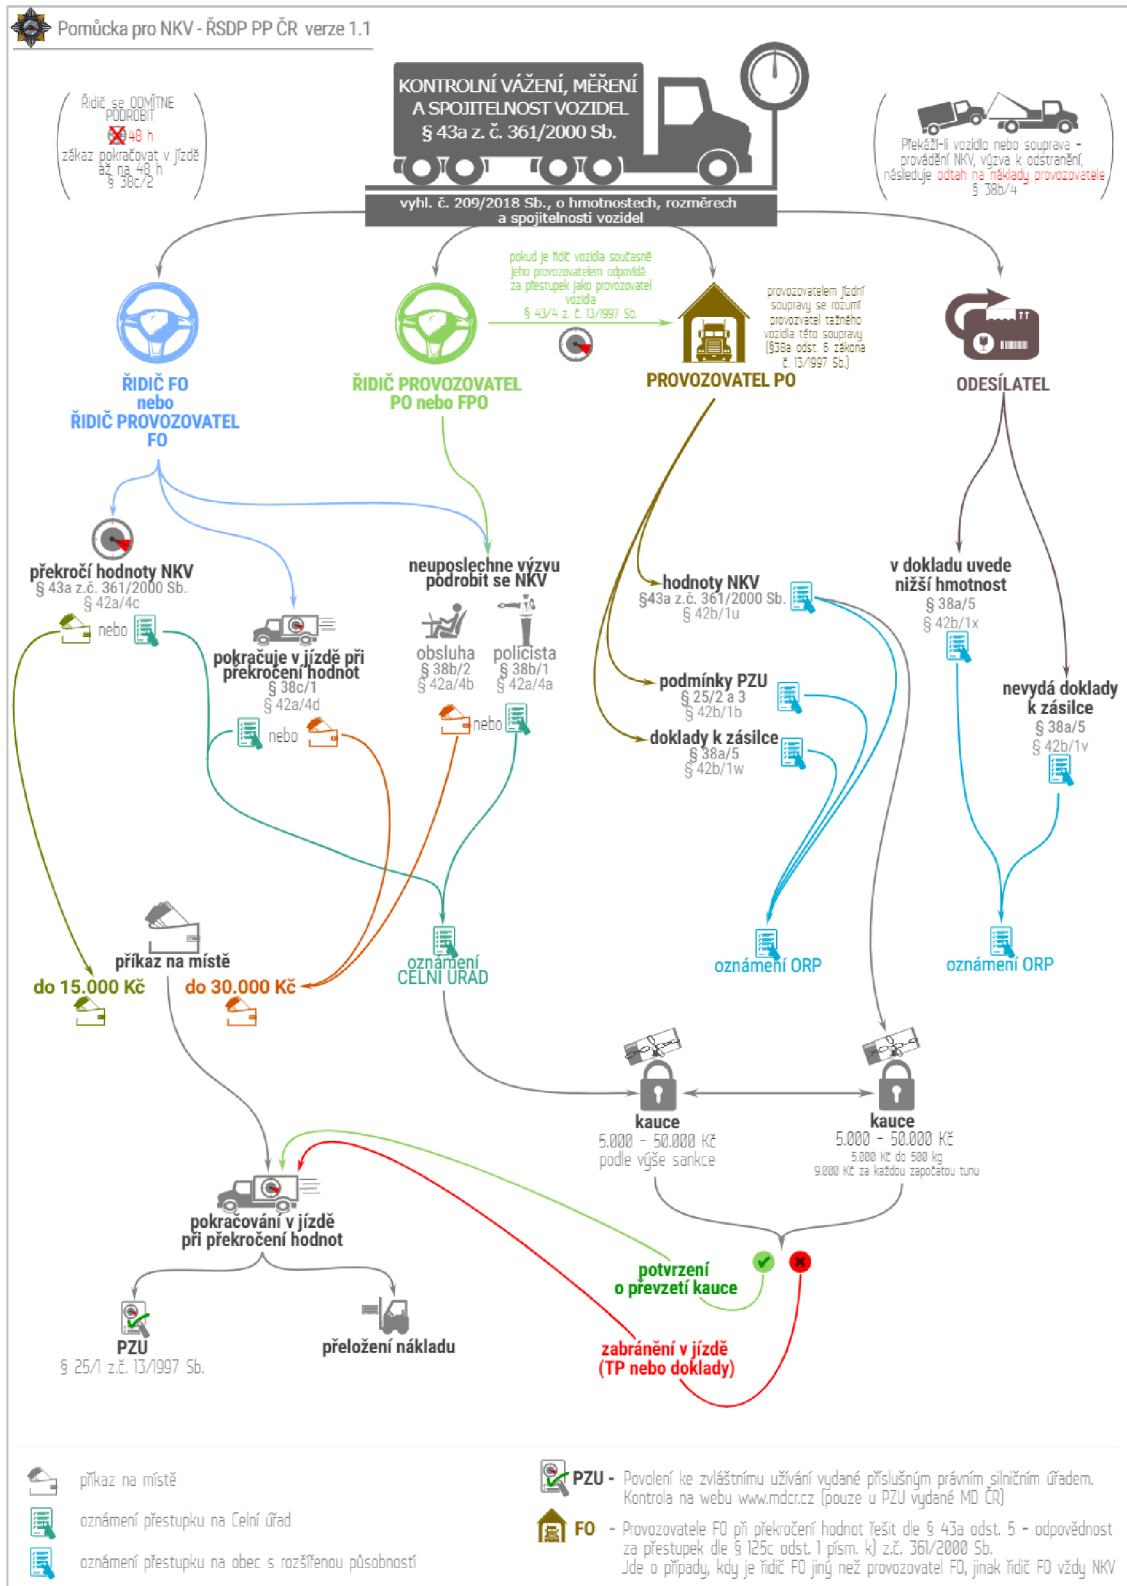 Pomůcka pro NKV - ŘSDP PP ČR verze 1.1
KONTROLNÍ VÁŽENÍ, MĚŘENÍ
A SPOJITELNOST VOZIDEL
§ 43a z. č. 361/2000 Sb.
vyhl. č. 209/2018 Sb., o hmotnostech, rozměrech
a spojitelnosti vozidel
Řidič se ODMÍTNE
PODROBIT
48 h
zákaz pokračovat v jízdě
až na 48 h
§ 38c/2
Překáží-li vozidlo nebo souprava -
provádění NKV, výzva k odstranění,
následuje odtah na náklady provozovatele
§ 38b/4
pokud je řidič vozidla současně
jeho provozovatelem odpovídá
za přestupek jako provozovatel
vozidla
§ 43/4 z. č. 13/1997 Sb.
provozovatelem jízdní
soupravy se rozumí
provozvatel tažného
vozidla této soupravy
(§38a odst. 6 zákona
č. 13/1997 Sb.)
ŘIDIČ FO
nebo
ŘIDIČ PROVOZOVATEL
FO
ŘIDIČ PROVOZOVATEL
PO nebo FPO
PROVOZOVATEL PO
ODESÍLATEL
překročí hodnoty NKV
§ 43a z.č. 361/2000 Sb.
§ 42a/4c
nebo
pokračuje v jízdě při
překročení hodnot
§ 38c/1
§ 42a/4d
nebo
neuposlechne výzvu
podrobit se NKV
obsluha
§ 38b/2
§ 42a/4b
policista
§ 38b/1
§ 42a/4a
nebo
hodnoty NKV
§43a z.č. 361/2000 Sb.
§ 42b/1u
podmínky PZU
§ 25/2 a 3
§ 42b/1b
doklady k zásilce
§ 38a/5
§ 42b/1w
v dokladu uvede
nižší hmotnost
§ 38a/5
§ 42b/1x
nevydá doklady
k zásilce
§ 38a/5
§ 42b/1v
příkaz na místě
do 15.000 Kč
do 30.000 Kč
oznámení
CELNÍ ÚŘAD
oznámení ORP
oznámení ORP
kauce
5.000 - 50.000 Kč
podle výše sankce
kauce
5.000 - 50.000 Kč
5.000 Kč do 500 kg
9.000 Kč za každou započatou tunu
pokračování v jízdě
při překročení hodnot
potvrzení
o převzetí kauce
PZU
§ 25/1 z.č. 13/1997 Sb.
přeložení nákladu
zabránění v jízdě
(TP nebo doklady)
příkaz na místě
oznámení přestupku na Celní úřad
oznámení přestupku na obec s rozšířenou působností
PZU - Povolení ke zvláštnímu užívání vydané příslušným právním silničním úřadem.
Kontrola na webu www.mdcr.cz (pouze u PZU vydané MD ČR)
FO - Provozovatele FO při překročení hodnot řešit dle § 43a odst. 5 - odpovědnost
za přestupek dle § 125c odst. 1 písm. k) z.č. 361/2000 Sb.
Jde o případy, kdy je řidič FO jiný než provozovatel FO, jinak řidič FO vždy NKV